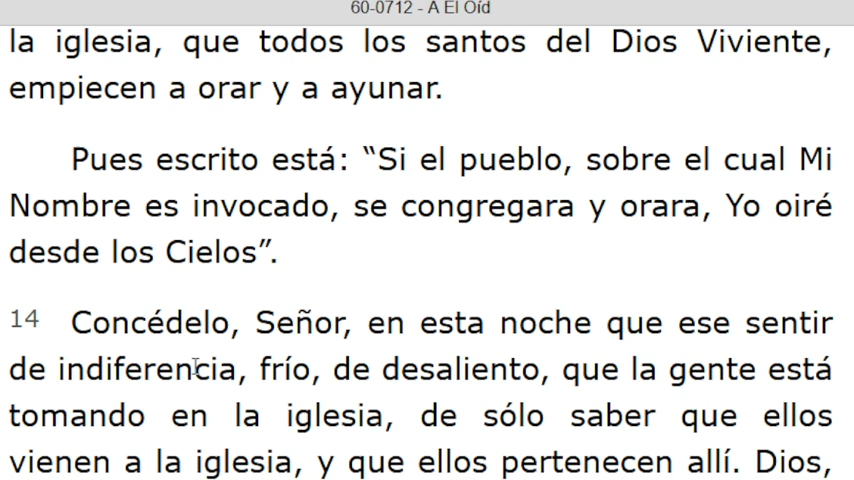 60-0712 - A El Oíd
la iglesia, que todos los santos del Dios Viviente,
empiecen a orar y a ayunar.
Pues escrito está: “Si el pueblo, sobre el cual Mi
Nombre es invocado, se congregara y orara, Yo oiré
desde los Cielos”.
14 Concédelo, Señor, en esta noche que ese sentir
de indiferencia, frío, de desaliento, que la gente está
tomando en la iglesia, de sólo saber que ellos
vienen a la iglesia, y que ellos pertenecen allí. Dios,